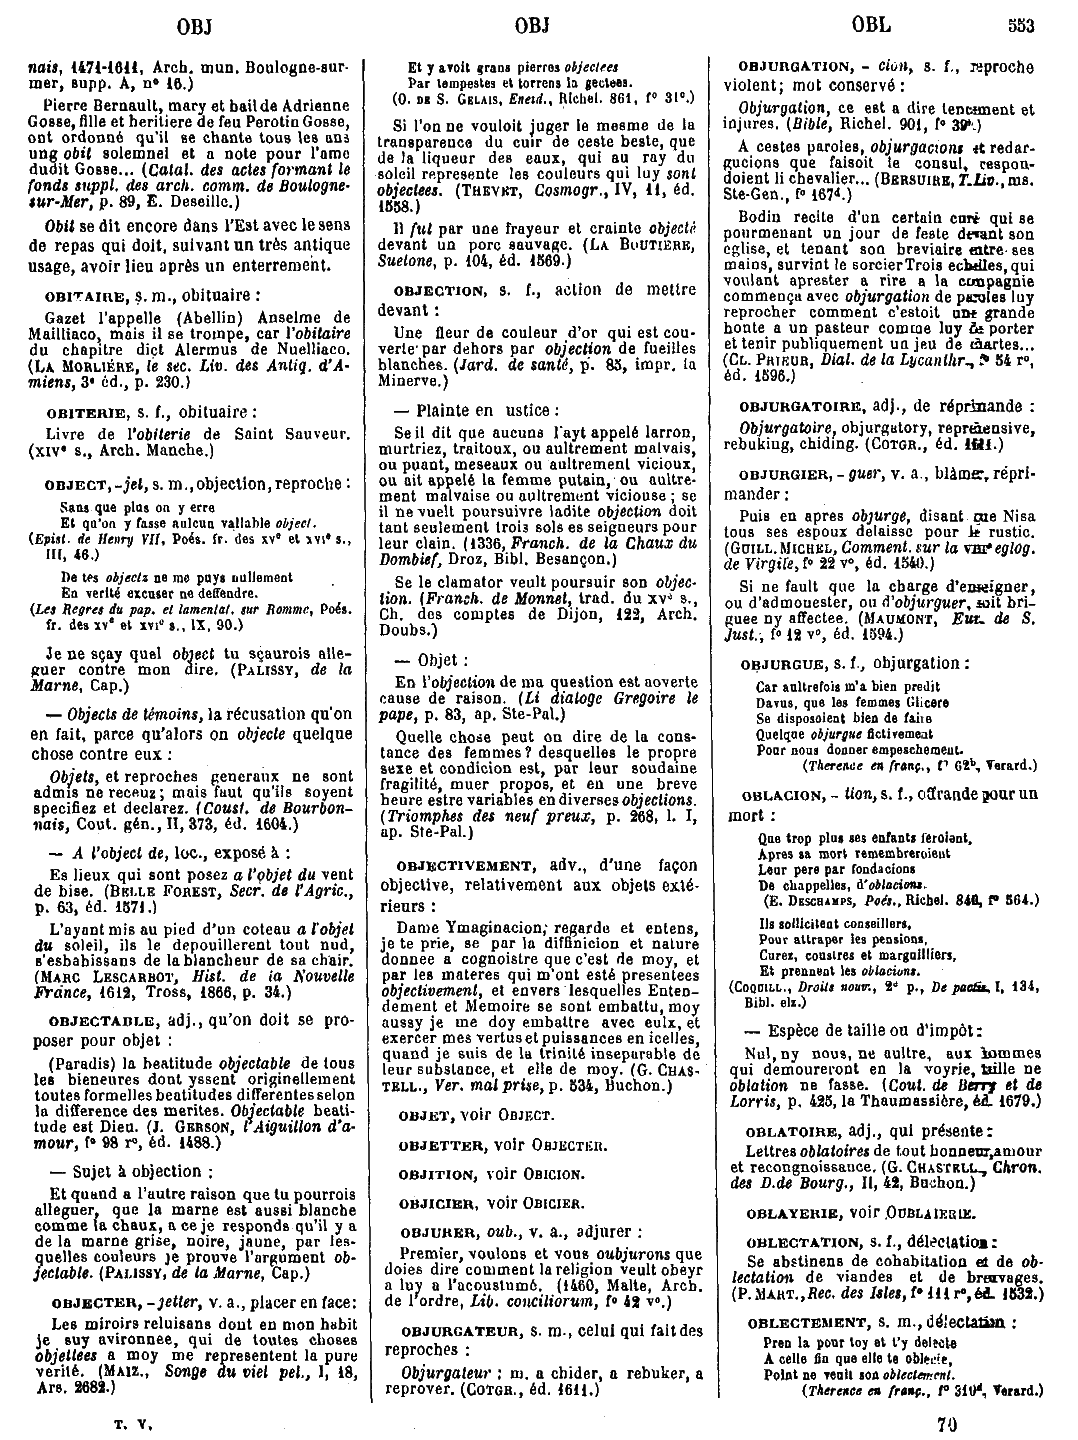 OBJ OBJ OBL 553
nais, 1471-1611, Arch. mun. Boulogne-sur-
mer, supp. A, n° 16.)
Pierre Bernault, mary et bail de Adrienne
Gosse, fille et heritiere de feu Perotin Gosse,
ont ordonné qu'il se chante tous les ans
ung obit solemnel et a note pour l'ame
dudit Gosse... (Catal. des actes formant le
fonds suppl. des arch. comm. de Boulogne-
sur-Mer, p. 89, E. Deseille.)
Obit se dit encore dans l'Est avec le sens
de repas qui doit, suivant un très antique
usage, avoir lieu après un enterrement.
OBITAIRE, s. m., obituaire :
Gazet l'appelle (Abellin) Anselme de
Mailliaco, mais il se trompe, car l'obitaire
du chapitre dict Alermus de Nuelliaco.
(LA MORLIÈRE, le sec. Liv. des Antiq. d'A-
miens, 3e éd., p. 230.)
OBITERIE, s. f., obituaire :
Livre de l'obiterie de Saint Sauveur.
(XIVe s., Arch. Manche.)
OBJECT, -jet, s. m., objection, reproche :
Sans que plus on y erre
Et qu'on y fasse aulcun vallable object.
(Epist. de Henry VII, Poés. fr. des XVe et XVIe s.,
III, 46.)
De tes objectz ne me puys nullement
En verité excuser ne deffendre.
(Les Regres du pap. et lamentat. sur Romme, Poés.
fr. des XVe et XVIe s., IX, 90.)
Je ne sçay quel object tu sçaurois alle-
guer contre mon dire. (PALISSY, de la
Marne, Cap.)
— Objects de témoins, la récusation qu'on
en fait, parce qu'alors on objecte quelque
chose contre eux :
Objets, et reproches generaux ne sont
admis ne receuz ; mais faut qu'ils soyent
specifiez et declarez. (Coust. de Bourbon-
nais, Cout. gén., II, 373, éd. 1604.)
— A l'object de, loc., exposé à :
Es lieux qui sont posez a l'objet du vent
de bise. (BELLE FOREST, Secr. de l'Agric.,
p. 63, éd. 1571.)
L'ayant mis au pied d'un coteau a l'objet
du soleil, ils le depouillerent tout nud,
s'esbahissans de la blancheur de sa chair.
(MARC LESCARBOT, Hist. de la Nouvelle
France, 1612, Tross, 1866, p. 34.)
OBJECTABLE, adj., qu'on doit se pro-
poser pour objet :
(Paradis) la beatitude objectable de tous
les bieneures dont yssent originellement
toutes formelles beatitudes differentes selon
la difference des merites. Objectable beati-
tude est Dieu. (J. GERSON, l'Aiguillon d'a-
mour, f° 98 r°, éd. 1488.)
— Sujet à objection :
Et quand a l'autre raison que tu pourrois
alleguer, que la marne est aussi blanche
comme la chaux, a ce je responds qu'il y a
de la marne grise, noire, jaune, par les-
quelles couleurs je prouve l'argument ob-
jectable. (PALISSY, de la Marne, Cap.)
OBJECTER, -jetter, v. a., placer en face:
Les miroirs reluisans dont en mon habit
je suy avironnee, qui de toutes choses
objettees a moy me representent la pure
verité. (MAIZ., Songe du viel pel., I, 18,
Ars. 2682.)
T. V.
Et y avoit grans pierres objectees
Par tempestes et torrens la gectees.
(O. DE S. GELAIS, Eneid., Richel. 861, f° 31c.)
Si l'on ne vouloit juger le mesme de la
transparence du cuir de ceste beste, que
de la liqueur des eaux, qui au ray du
soleil represente les couleurs qui luy sont
objectees. (THEVET, Cosmogr., IV, 11, éd.
1558.)
Il fut par une frayeur et crainte objecté
devant un porc sauvage. (LA BOUTIERE,
Suetone, p. 104, éd. 1569.)
OBJECTION, s. f., action de mettre
devant :
Une fleur de couleur d'or qui est cou-
verte par dehors par objection de fueilles
blanches. (Jard. de santé, p. 85, impr. la
Minerve.)
— Plainte en ustice :
Se il dit que aucuns l'ayt appelé larron,
murtriez, traitoux, ou aultrement malvais,
ou puant, meseaux ou aultrement vicioux,
ou ait appelé la femme putain, ou aultre-
ment malvaise ou aultrement viciouse ; se
il ne vuelt poursuivre ladite objection doit
tant seulement trois sols es seigneurs pour
leur clain. (1336, Franch. de la Chaux du
Dombief, Droz, Bibl. Besançon.)
Se le clamator veult poursuir son objec-
tion. (Franch. de Monnet, trad. du XVe s.,
Ch. des comptes de Dijon, 122, Arch.
Doubs.)
— Objet :
En l'objection de ma question est aoverte
cause de raison. (Li dialoge Gregoire le
pape, p. 83, ap. Ste-Pal.)
Quelle chose peut on dire de la cons-
tance des femmes? desquelles le propre
sexe et condicion est, par leur soudaine
fragilité, muer propos, et en une breve
heure estre variables en diverses objections.
(Triomphes des neuf preux, p. 268, l. I,
ap. Ste-Pal.)
OBJECTIVEMENT, adv., d'une façon
objective, relativement aux objets exté-
rieurs :
Dame Ymaginacion, regarde et entens,
je te prie, se par la diffinicion et nature
donnee a cognoistre que c'est de moy, et
par les materes qui m'ont esté presentees
objectivement, et envers lesquelles Enten-
dement et Memoire se sont embattu, moy
aussy je me doy embattre avec eulx, et
exercer mes vertus et puissances en icelles,
quand je suis de la trinité inseparable de
leur substance, et elle de moy. (G. CHAS-
TELL., Ver. mal prise, p. 534, Buchon.)
OBJET, voir OBJECT.
OBJETTER, voir OBJECTER.
OBJITION, voir OBICION.
OBJICIER, voir OBICIER.
OBJURER, oub., v. a., adjurer :
Premier, voulons et vous oubjurons que
doies dire comment la religion veult obeyr
a luy a l'acoustumé. (1460, Malte, Arch.
de l'ordre, Lib. conciliorum, f° 42 v°.)
OBJURGATEUR, s. m., celui qui fait des
reproches :
Objurgateur : m. a chider, a rebuker, a
reprover. (COTGR., éd. 1611.)
OBJURGATION, - cion, s. f., reproche
violent; mot conservé :
Objurgation, ce est a dire tencement et
injures. (Bible, Richel. 901, f° 39.)
A cestes paroles, objurgacions et redar-
gucions que faisoit le consul, respon-
doient li chevalier... (BERSUIRE, T. Liv., ms.
Ste-Gen., f° 167d.)
Bodin recite d'un certain curé qui se
pourmenant un jour de feste devant son
eglise, et tenant son breviaire entre ses
mains, survint le sorcier Trois echelles, qui
voulant aprester a rire a la compagnie
commença avec objurgation de paroles luy
reprocher comment c'estoit une grande
honte a un pasteur comme luy de porter
et tenir publiquement un jeu de chartes...
(CL. PRIEUR, Dial. de la Lycanthr., f° 54 r°,
éd. 1596.)
OBJURGATOIRE, adj., de réprimande :
Objurgatoire, objurgatory, reprehensive,
rebuking, chiding. (COTGR., éd. 1611.)
OBJURGIER, - guer, v. a., blâmer, répri-
mander :
Puis en apres objurge, disant que Nisa
tous ses espoux delaisse pour le rustic.
(GUILL. MICHEL, Comment. sur la VIIIe eglog.
de Virgile, f° 22 v°, éd. 1540.)
Si ne fault que la charge d'enseigner,
ou d'admonester, ou d'objurguer, soit bri-
guee ny affectee. (MAUMONT, Eur. de S.
Just., f° 12 v°, éd. 1594.)
OBJURGUE, s. f., objurgation :
Car aultrefois m'a bien predit
Davus, que les femmes Glicere
Se disposoient bien de faire
Quelque objurgue fictivement
Pour nous donner empeschement.
(Therence en franç., f° 62b, Verard.)
OBLACION, - tion, s. f., offrande pour un
mort :
Que trop plus ses enfants feroient,
Apres sa mort remembreroient
Leur pere par fondacions
De chappelles, d'oblacions.
(E. DESCHAMPS, Poés., Richel. 840, f° 564.)
Ils sollicitent conseillers,
Pour attraper les pensions,
Curez, coustres et margailliers,
Et prennent les oblacions.
(COQUILL., Droits nouv., 2e p., De pactis, I, 134,
Bibl. elz.)
— Espèce de taille ou d'impôt :
Nul, ny nous, ne aultre, aux hommes
qui demoureront en la voyrie, taille ne
oblation ne fasse. (Cout. de Berry et de
Lorris, p. 425, la Thaumassière, éd. 1679.)
OBLATOIRE, adj., qui présente :
Lettres oblatoires de tout honneur, amour
et recongnoissance. (G. CHASTELL., Chron.
des D. de Bourg., II, 42, Buchon.)
OBLAYERIE, voir OUBLAIERIE.
OBLECTATION, s. f., délectation :
Se abstinens de cohabitation et de ob-
lectation de viandes et de breuvages.
(P. MART., Rec. des Isles, f° 111 r°, éd. 1532.)
OBLECTEMENT, s. m., délectation :
Pren la pour toy et t'y delecte
A celle fin que elle te oblecte,
Point ne veuil son oblectement.
(Therence en franç., f° 310d, Verard.)
70